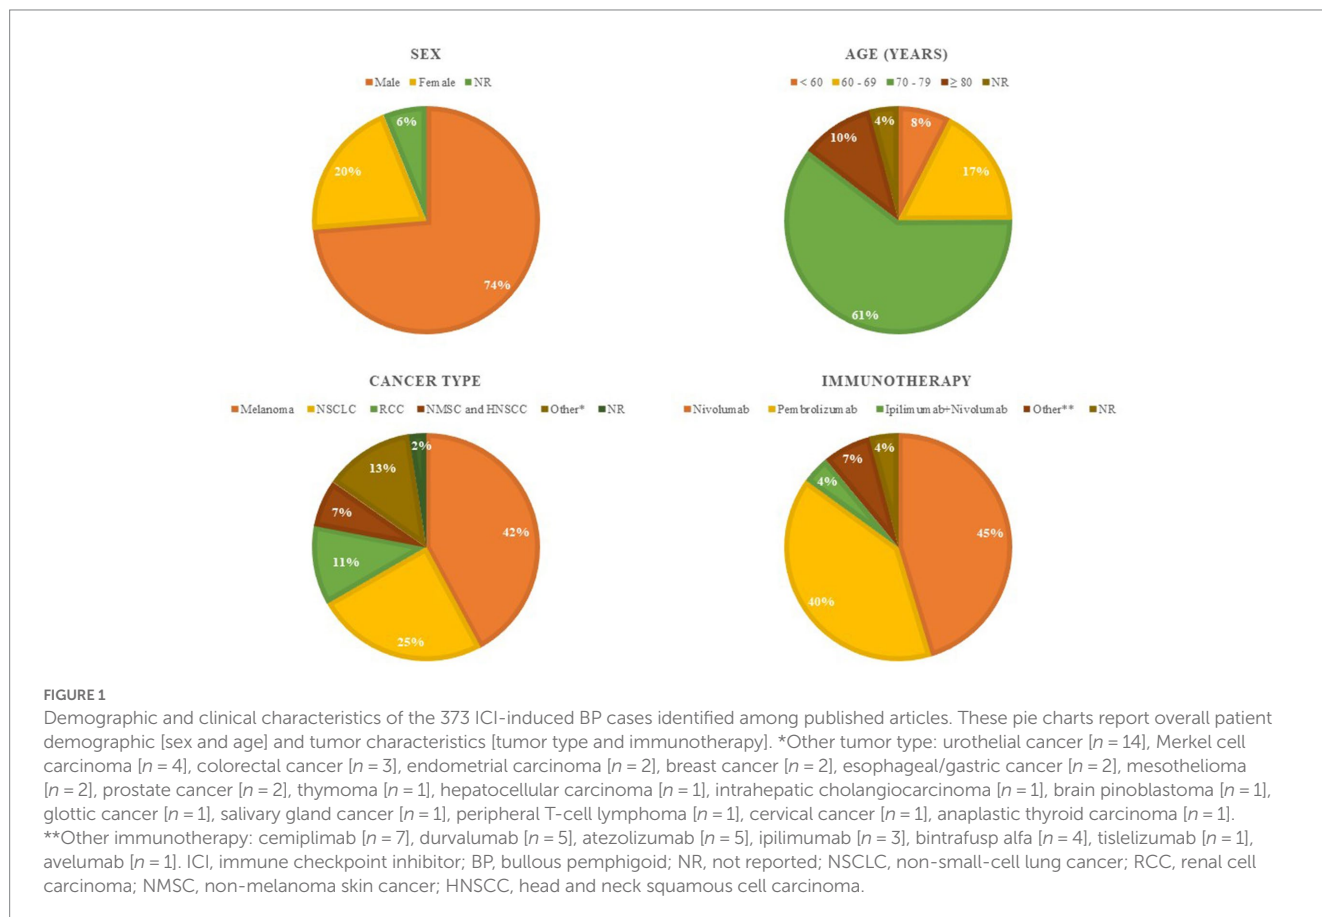 SEX
Male Female NR
6%
20%
74%
AGE (YEARS)
< 60 60 - 69 70 - 79 ≥ 80 NR
4% 8%
10%
17%
61%
CANCER TYPE
Melanoma NSCLC RCC NMSC and HNSCC Other* NR
2%
13%
7%
42%
11%
25%
IMMUNOTHERAPY
Nivolumab Pembrolizumab Ipilimumab+Nivolumab Other** NR
4%
7%
4%
45%
40%
FIGURE 1
Demographic and clinical characteristics of the 373 ICI-induced BP cases identified among published articles. These pie charts report overall patient
demographic [sex and age] and tumor characteristics [tumor type and immunotherapy]. *Other tumor type: urothelial cancer [n = 14], Merkel cell
carcinoma [n = 4], colorectal cancer [n = 3], endometrial carcinoma [n = 2], breast cancer [n = 2], esophageal/gastric cancer [n = 2], mesothelioma
[n = 2], prostate cancer [n = 2], thymoma [n = 1], hepatocellular carcinoma [n = 1], intrahepatic cholangiocarcinoma [n = 1], brain pinoblastoma [n = 1],
glottic cancer [n = 1], salivary gland cancer [n = 1], peripheral T-cell lymphoma [n = 1], cervical cancer [n = 1], anaplastic thyroid carcinoma [n = 1].
**Other immunotherapy: cemiplimab [n = 7], durvalumab [n = 5], atezolizumab [n = 5], ipilimumab [n = 3], bintrafusp alfa [n = 4], tislelizumab [n = 1],
avelumab [n = 1]. ICI, immune checkpoint inhibitor; BP, bullous pemphigoid; NR, not reported; NSCLC, non-small-cell lung cancer; RCC, renal cell
carcinoma; NMSC, non-melanoma skin cancer; HNSCC, head and neck squamous cell carcinoma.